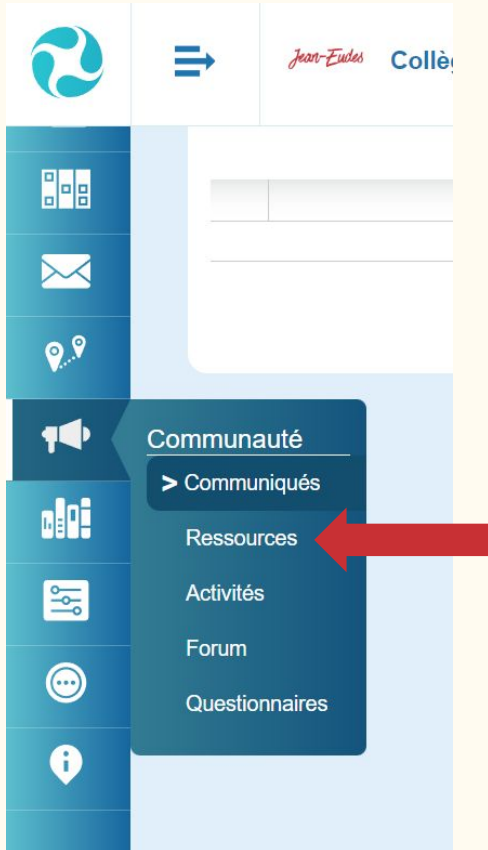 Jean-Eudes Collè
Communauté
> Communiqués
Ressources
Activités
Forum
Questionnaires